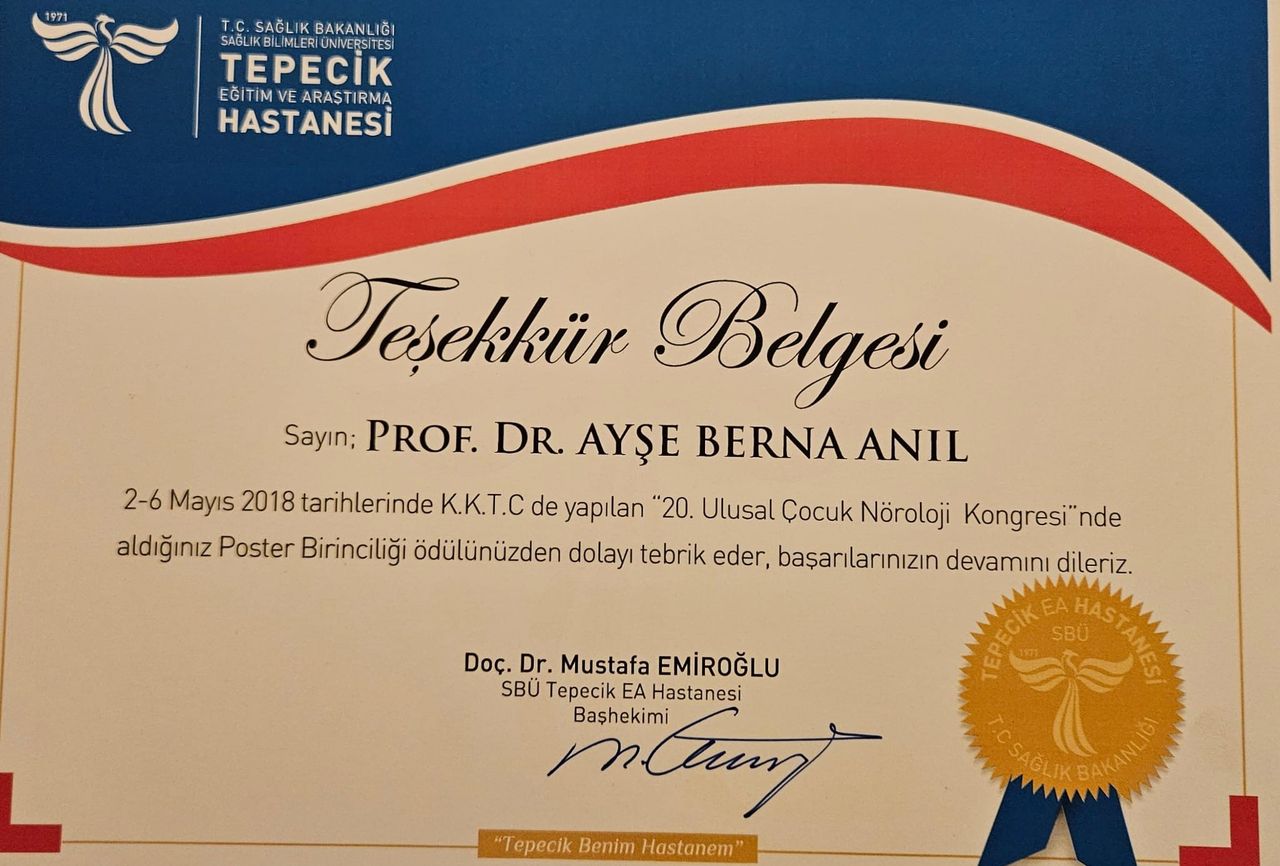 1971
T.C. SAĞLIK BAKANLIĞI
SAĞLIK BİLİMLERİ ÜNİVERSİTESİ
TEPECİK
EĞİTİM VE ARAŞTIRMA
HASTANESİ
Teşekkür Belgesi
Sayın; PROF. DR. AYŞE BERNA ANIL
2-6 Mayıs 2018 tarihlerinde K.K.T.C de yapılan “20. Ulusal Çocuk Nöroloji Kongresi”nde
aldığınız Poster Birinciliği ödülünüzden dolayı tebrik eder, başarılarınızın devamını dileriz.
Doç. Dr. Mustafa EMİROĞLU
SBÜ Tepecik EA Hastanesi
Başhekimi
TEPECİK EA HASTANESİ
SBÜ
1971
T.C SAĞLIK BAKANLIĞI
“Tepecik Benim Hastanem”